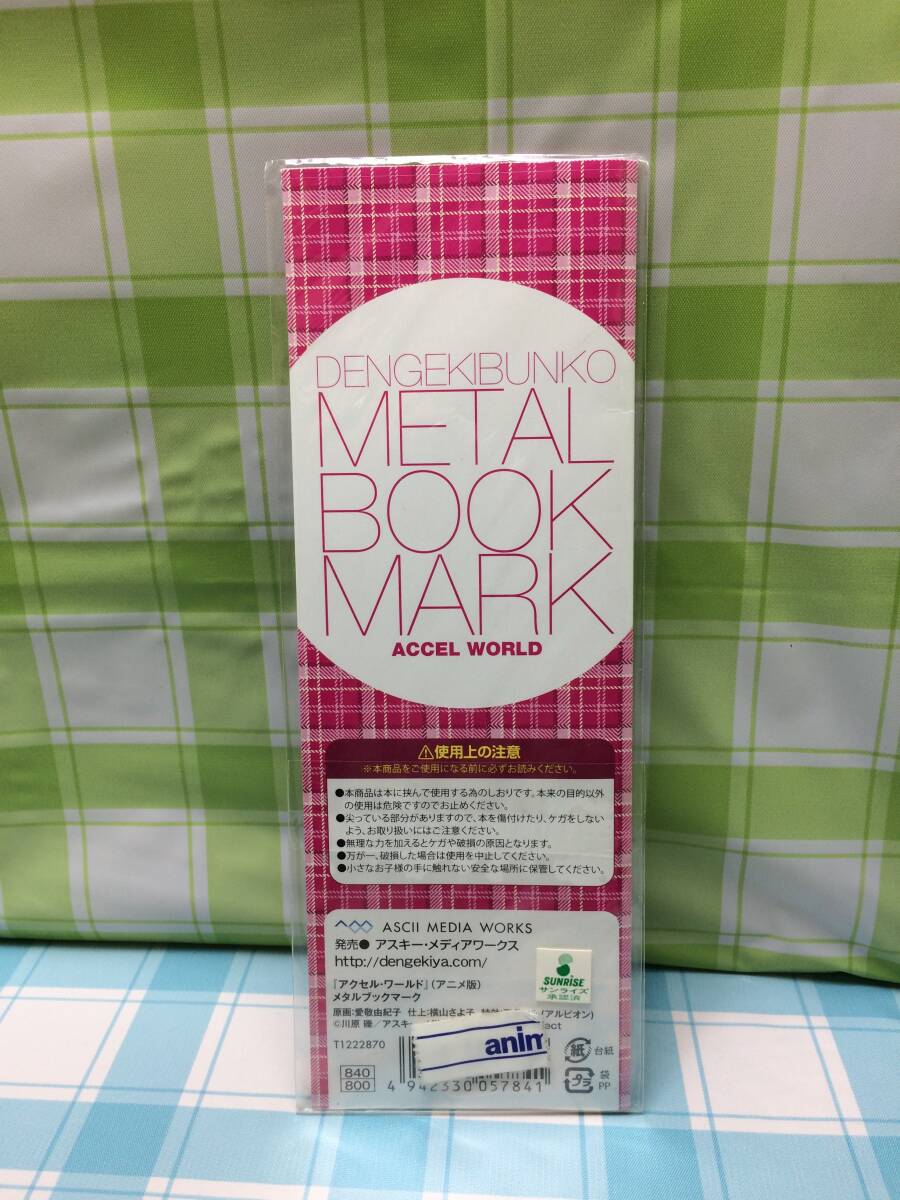 DENGEKIBUNKO
METAL
BOOK
MARK
ACCEL WORLD
⚠使用上の注意
※本商品をご使用になる前に必ずお読みください。
●本商品は本に挟んで使用する為のしおりです。本来の目的以外
の使用は危険ですのでお止めください。
●尖っている部分がありますので、本を傷付けたり、ケガをしない
よう、お取り扱いにはご注意ください。
●無理な力を加えるとケガや破損の原因となります。
●万が一、破損した場合は使用を中止してください。
●小さなお子様の手に触れない安全な場所に保管してください。
ASCII MEDIA WORKS
発売● アスキー・メディアワークス
http://dengekiya.com/
SUNRISE
サンライズ
承認済
『アクセル・ワールド』(アニメ版)
メタルブックマーク
原画:愛敬由紀子 仕上:横山さよ子 (アルビオン)
©川原 礫/アスキー ect
T1222870
anim
840
800
4 942330 057841
紙 台紙
プラ 袋
PP